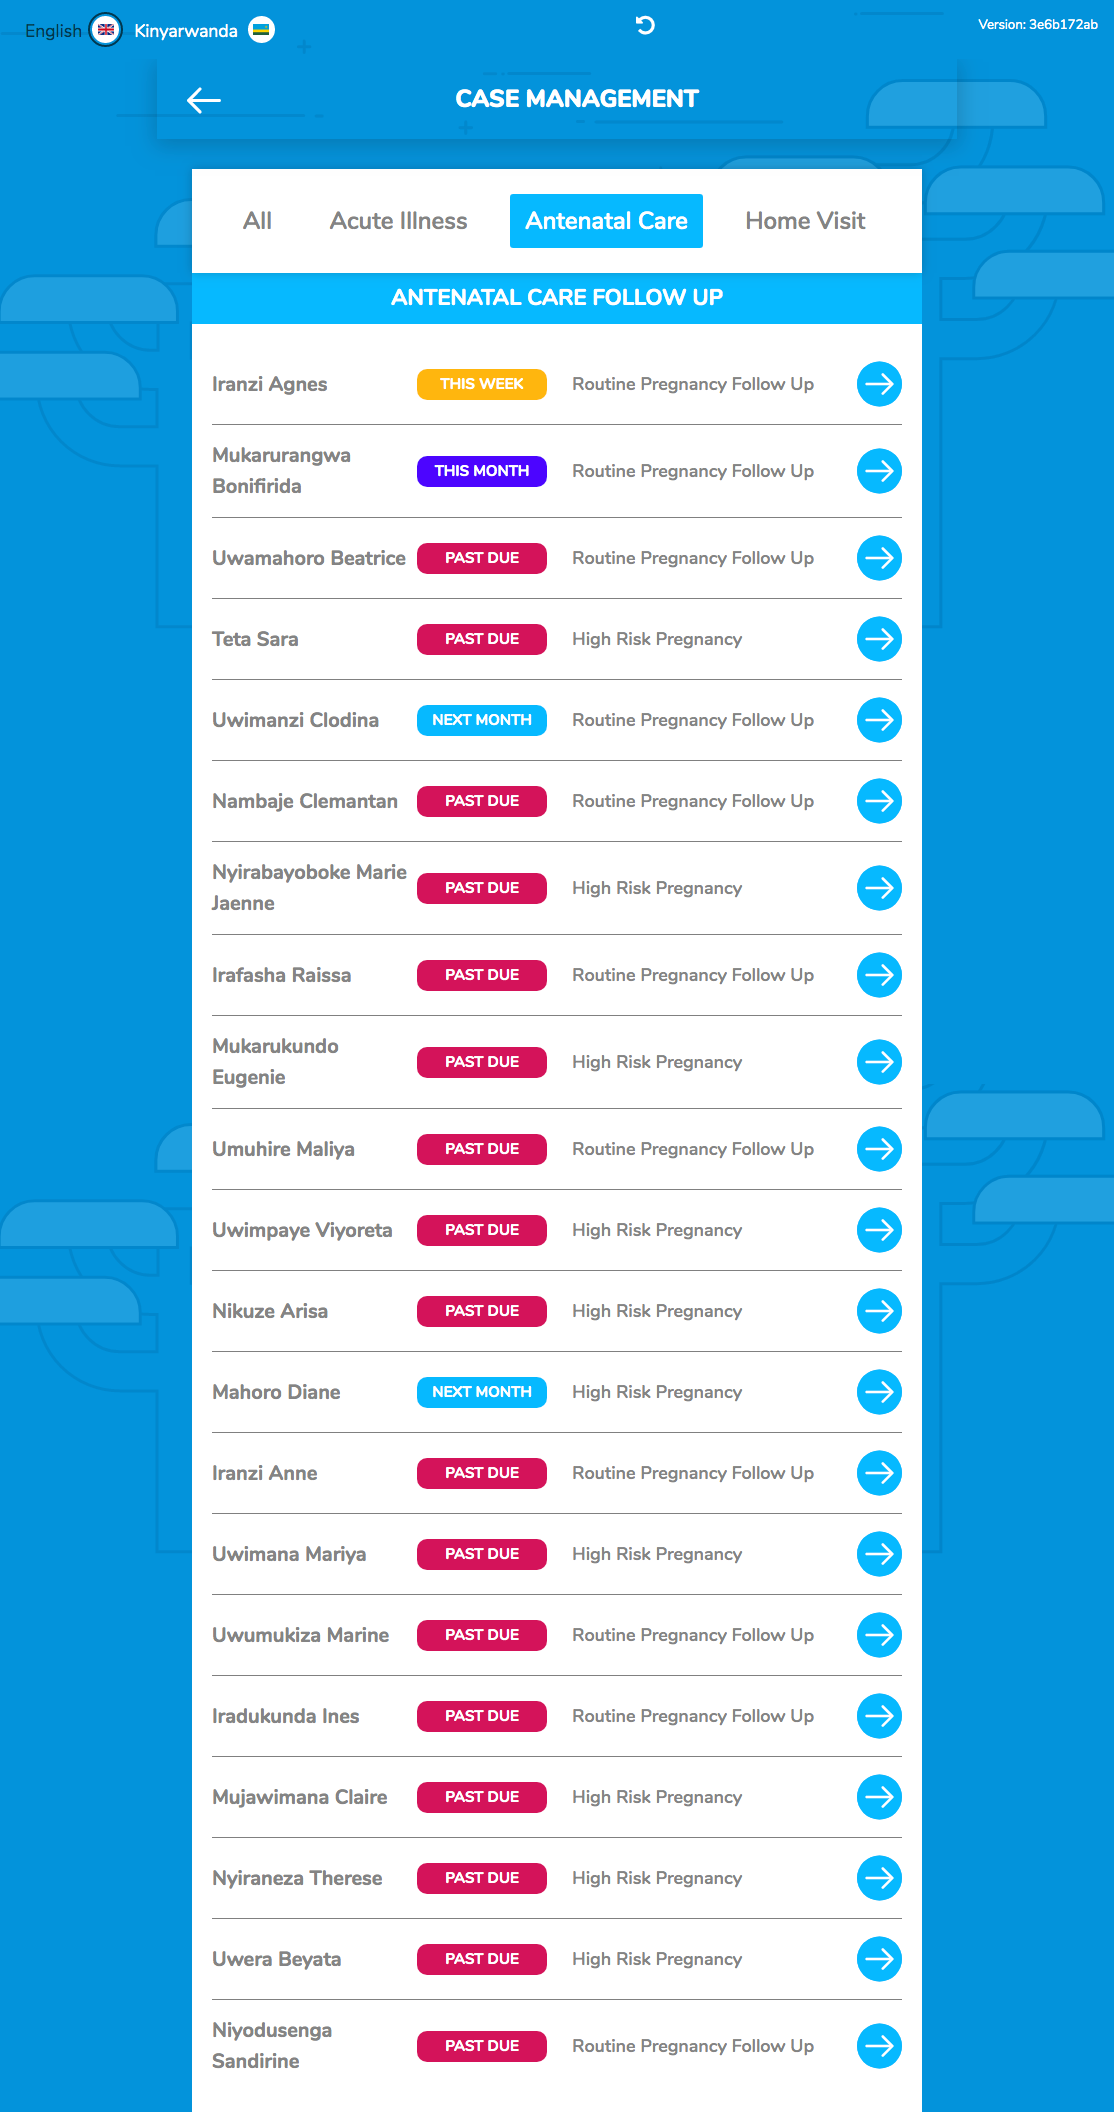 English Kinyarwanda Version: 3e6b172ab
CASE MANAGEMENT
All Acute Illness Antenatal Care Home Visit
ANTENATAL CARE FOLLOW UP
Iranzi Agnes THIS WEEK Routine Pregnancy Follow Up
Mukarurangwa
Bonifirida THIS MONTH Routine Pregnancy Follow Up
Uwamahoro Beatrice PAST DUE Routine Pregnancy Follow Up
Teta Sara PAST DUE High Risk Pregnancy
Uwimanzi Clodina NEXT MONTH Routine Pregnancy Follow Up
Nambaje Clemantan PAST DUE Routine Pregnancy Follow Up
Nyirabayoboke Marie
Jaenne PAST DUE High Risk Pregnancy
Irafasha Raissa PAST DUE Routine Pregnancy Follow Up
Mukarukundo
Eugenie PAST DUE High Risk Pregnancy
Umuhire Maliya PAST DUE Routine Pregnancy Follow Up
Uwimpaye Viyoreta PAST DUE High Risk Pregnancy
Nikuze Arisa PAST DUE High Risk Pregnancy
Mahoro Diane NEXT MONTH High Risk Pregnancy
Iranzi Anne PAST DUE Routine Pregnancy Follow Up
Uwimana Mariya PAST DUE High Risk Pregnancy
Uwumukiza Marine PAST DUE Routine Pregnancy Follow Up
Iradukunda Ines PAST DUE Routine Pregnancy Follow Up
Mujawimana Claire PAST DUE High Risk Pregnancy
Nyiraneza Therese PAST DUE High Risk Pregnancy
Uwera Beyata PAST DUE High Risk Pregnancy
Niyodusenga
Sandirine PAST DUE Routine Pregnancy Follow Up